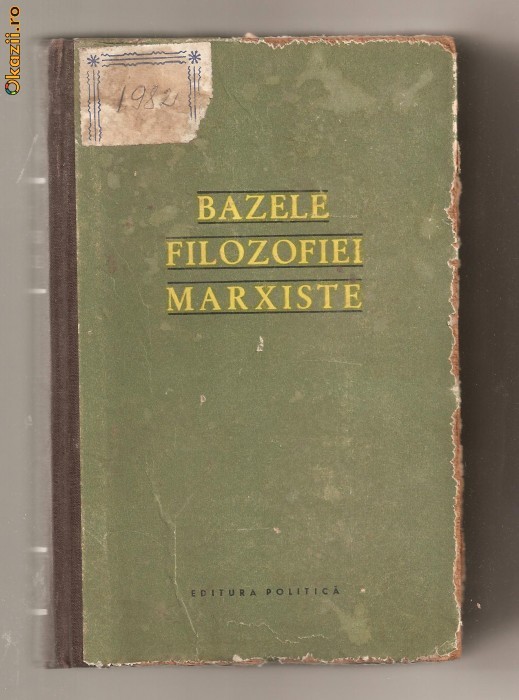 Okazii.ro
1982
BAZELE
FILOZOFIEI
MARXISTE
EDITURA POLITICĂ